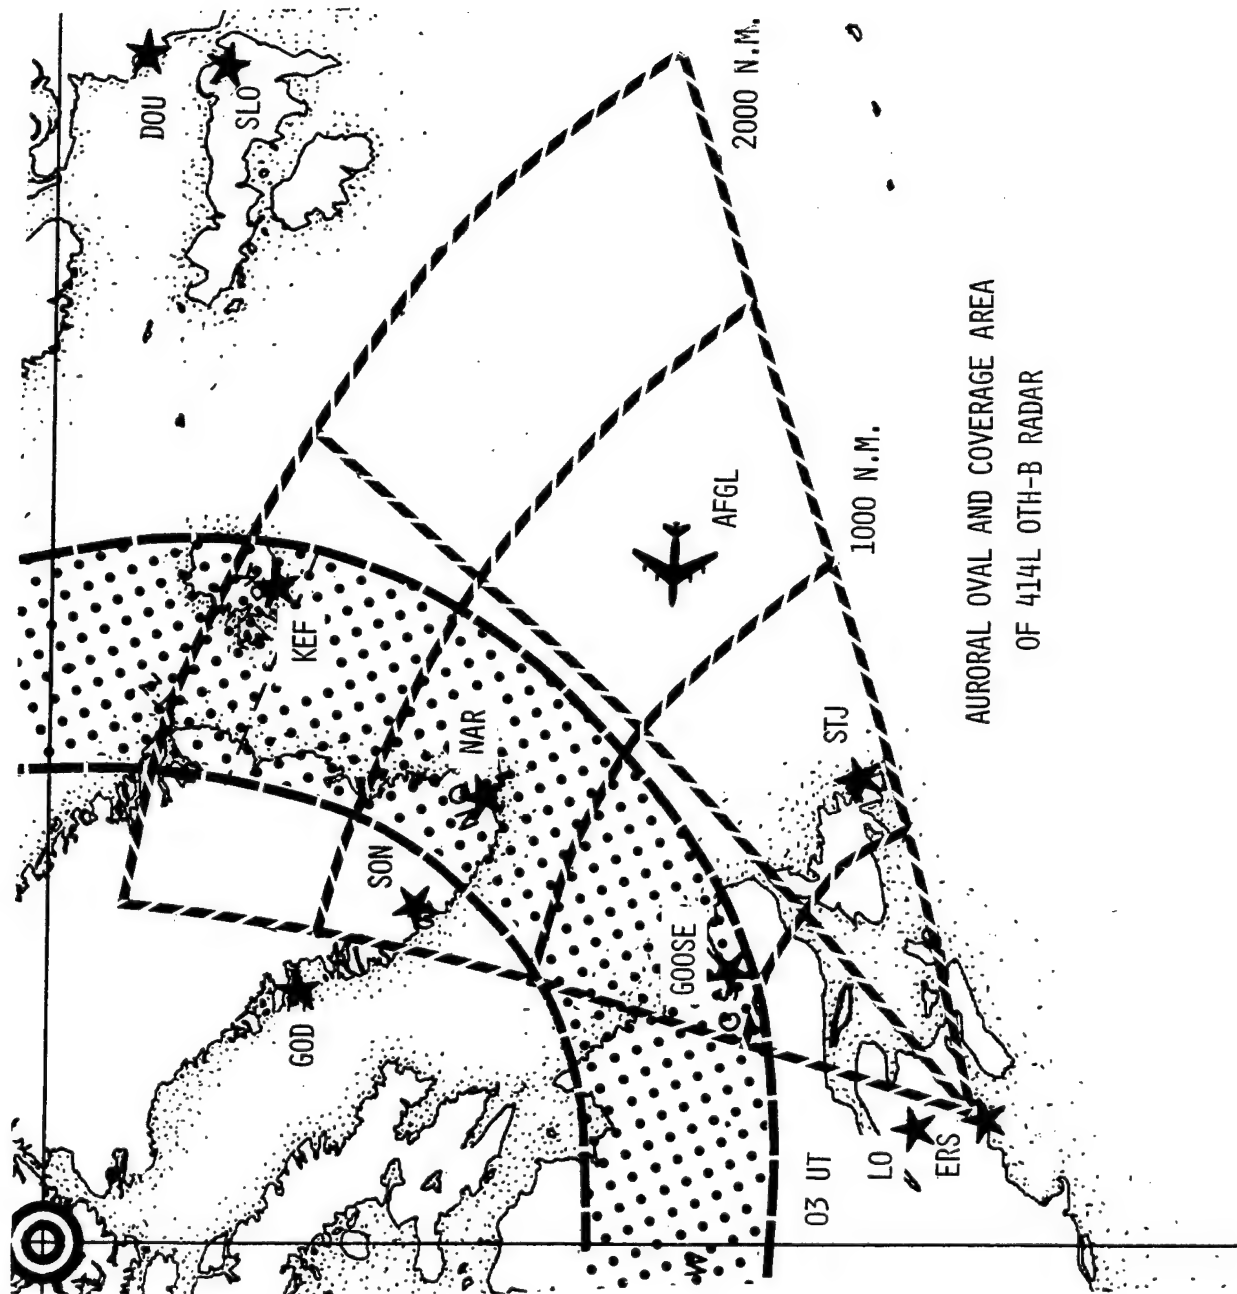 DOU
SLO
2000 N.M.
KEF
NAR
SON
GOD
AFGL
1000 N.M.
STJ
GOOSE
LO
ERS
03 UT
AURORAL OVAL AND COVERAGE AREA
OF 414L OTH-B RADAR